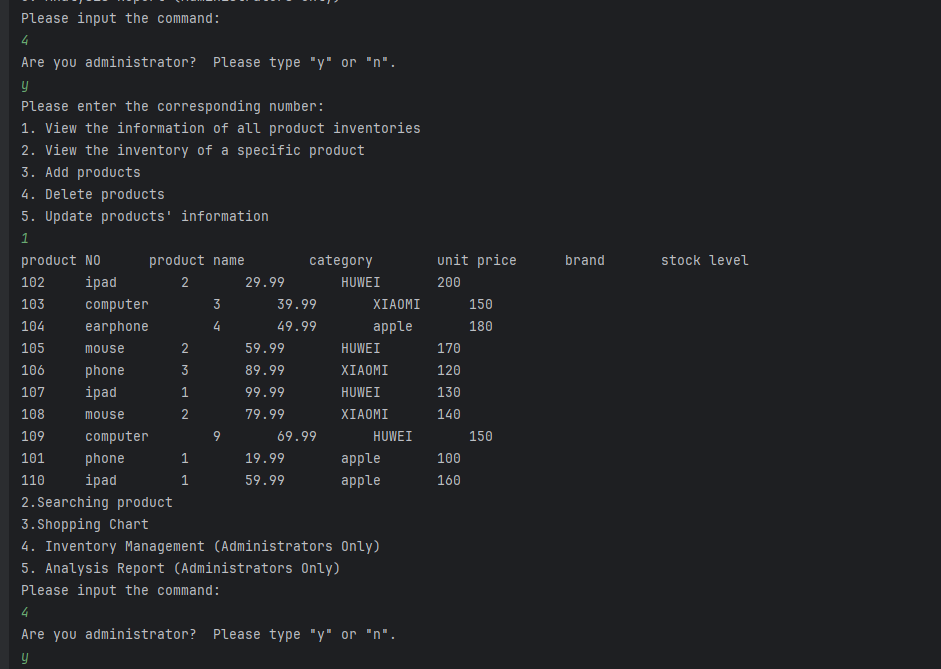 Please input the command:
4
Are you administrator?  Please type "y" or "n".
y
Please enter the corresponding number:
1. View the information of all product inventories
2. View the inventory of a specific product
3. Add products
4. Delete products
5. Update products' information
1
product NO      product name        category        unit price      brand       stock level
102     ipad        2       29.99       HUWEI       200
103     computer        3       39.99       XIAOMI      150
104     earphone        4       49.99       apple       180
105     mouse       2       59.99       HUWEI       170
106     phone       3       89.99       XIAOMI      120
107     ipad        1       99.99       HUWEI       130
108     mouse       2       79.99       XIAOMI      140
109     computer        9       69.99       HUWEI       150
101     phone       1       19.99       apple       100
110     ipad        1       59.99       apple       160
2.Searching product
3.Shopping Chart
4. Inventory Management (Administrators Only)
5. Analysis Report (Administrators Only)
Please input the command:
4
Are you administrator?  Please type "y" or "n".
y